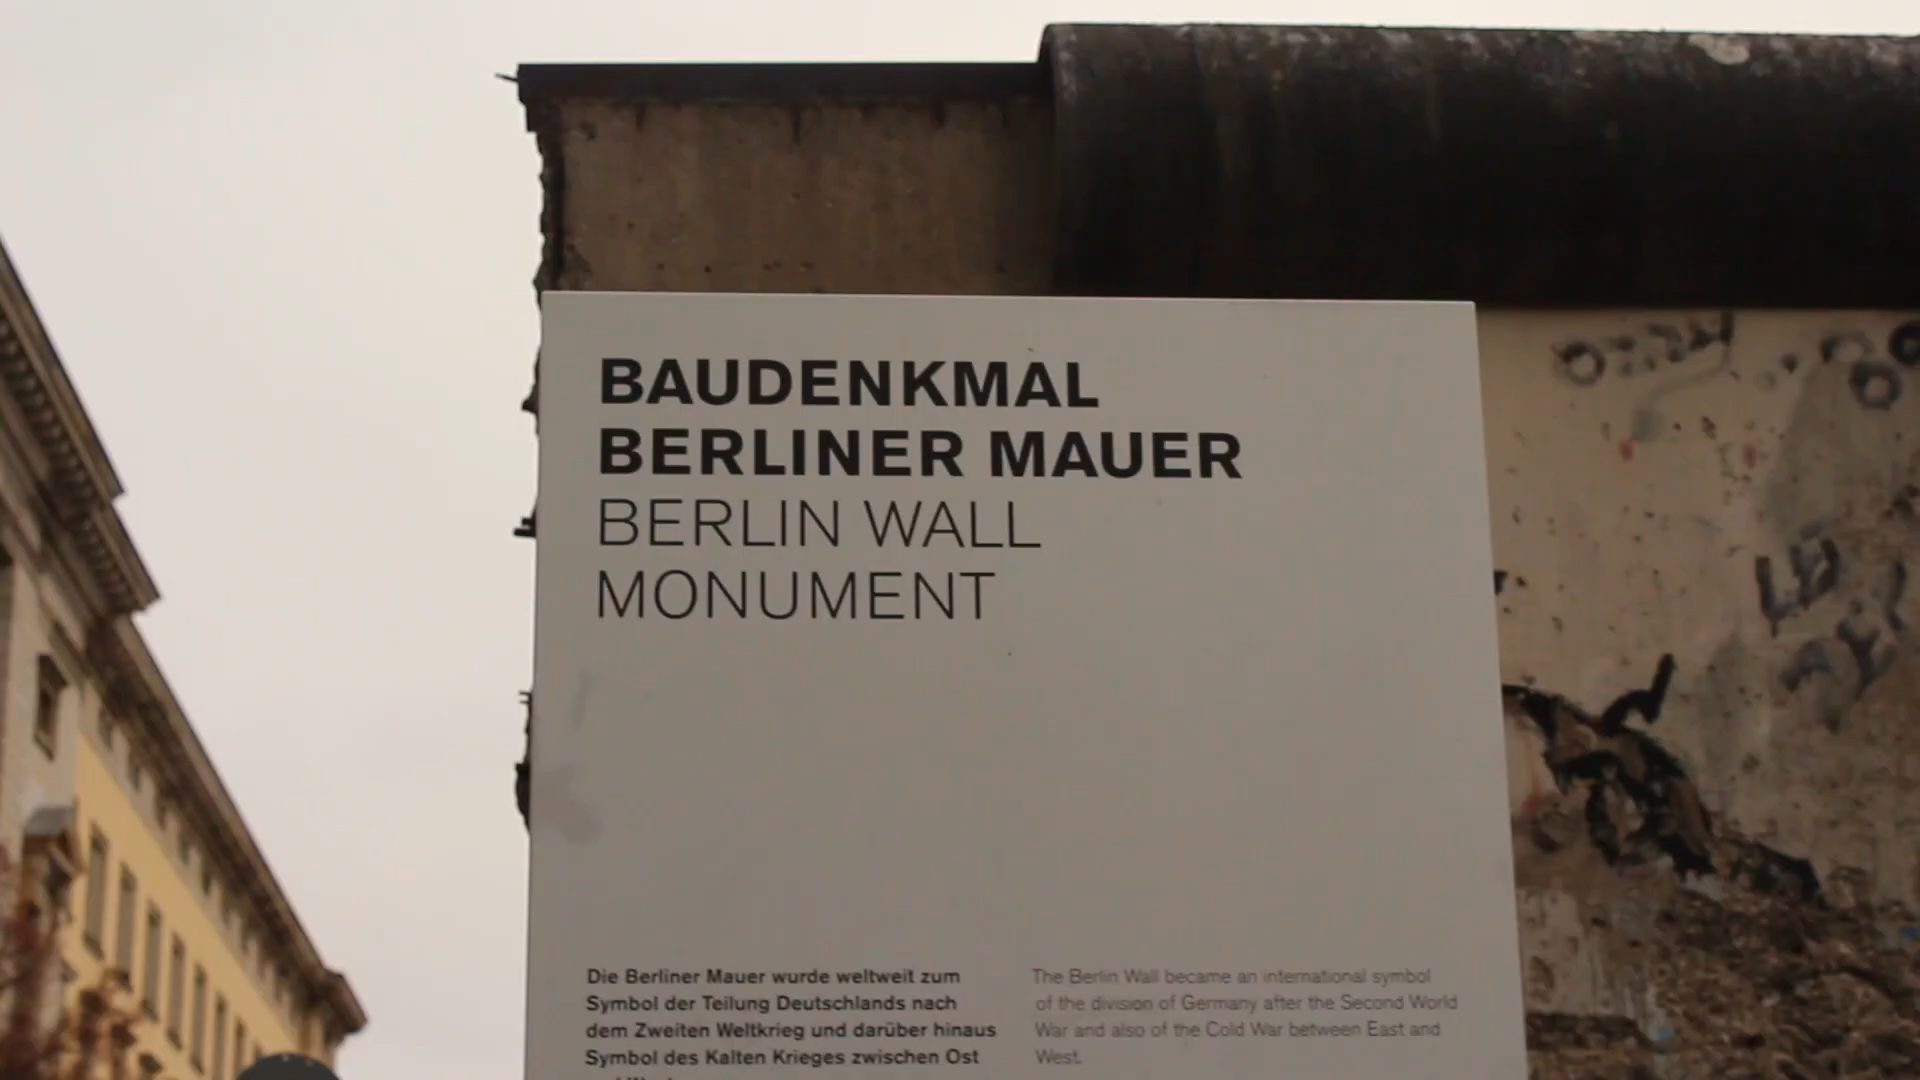 BAUDENKMAL
BERLINER MAUER
BERLIN WALL
MONUMENT
Die Berliner Mauer wurde weltweit zum
Symbol der Teilung Deutschlands nach
dem Zweiten Weltkrieg und darüber hinaus
Symbol des Kalten Krieges zwischen Ost
The Berlin Wall became an international symbol
of the division of Germany after the Second World
War and also of the Cold War between East and
West.